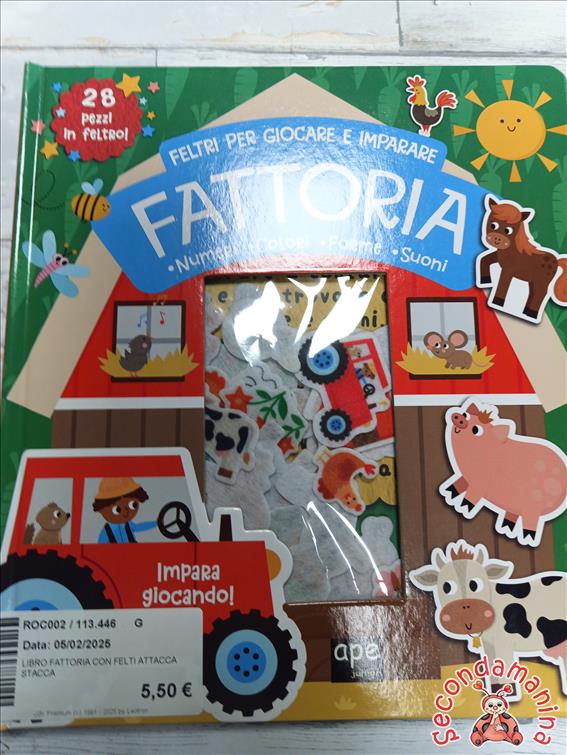 28
PEZZI
IN FELTRO!
FELTRI PER GIOCARE E IMPARARE
FATTORIA
•Numeri •Colori •Forme •Suoni
Impara
giocando!
ROC002 / 113.446 G
Data: 05/02/2025
LIBRO FATTORIA CON FELTI ATTACCA
STACCA
5,50 €
ape
junior
secondamanina